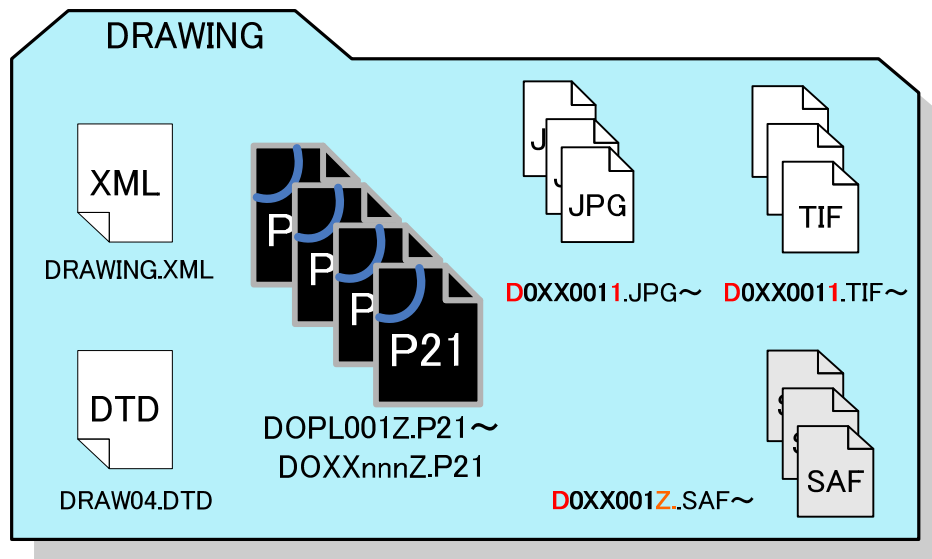 DRAWING
XML
DRAWING.XML
P
P
P
P21
DOPL001Z.P21～
DOXXnnnZ.P21
J
J
JPG
D0XX0011.JPG～
TIF
D0XX0011.TIF～
DTD
DRAW04.DTD
S
S
SAF
D0XX001Z..SAF～